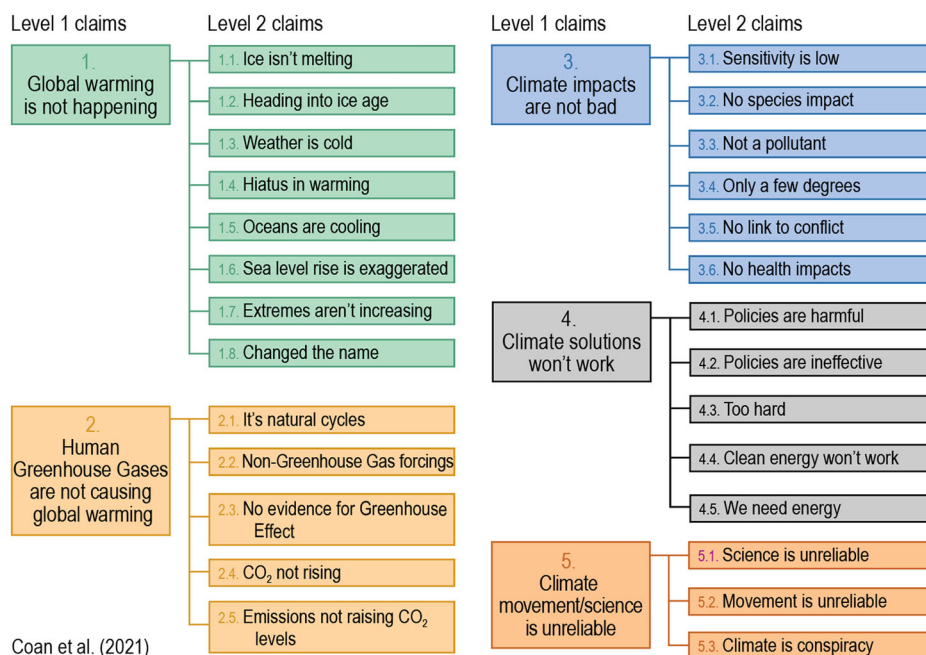 Level 1 claims
Level 2 claims
1.
Global warming
is not happening
1.1. Ice isn't melting
1.2. Heading into ice age
1.3. Weather is cold
1.4. Hiatus in warming
1.5. Oceans are cooling
1.6. Sea level rise is exaggerated
1.7. Extremes aren't increasing
1.8. Changed the name
2.
Human
Greenhouse Gases
are not causing
global warming
2.1. It's natural cycles
2.2. Non-Greenhouse Gas forcings
2.3. No evidence for Greenhouse
Effect
2.4. CO₂ not rising
2.5. Emissions not raising CO₂
levels
Coan et al. (2021)
Level 1 claims
Level 2 claims
3.
Climate impacts
are not bad
3.1. Sensitivity is low
3.2. No species impact
3.3. Not a pollutant
3.4. Only a few degrees
3.5. No link to conflict
3.6. No health impacts
4.
Climate solutions
won't work
4.1. Policies are harmful
4.2. Policies are ineffective
4.3. Too hard
4.4. Clean energy won't work
4.5. We need energy
5.
Climate
movement/science
is unreliable
5.1. Science is unreliable
5.2. Movement is unreliable
5.3. Climate is conspiracy